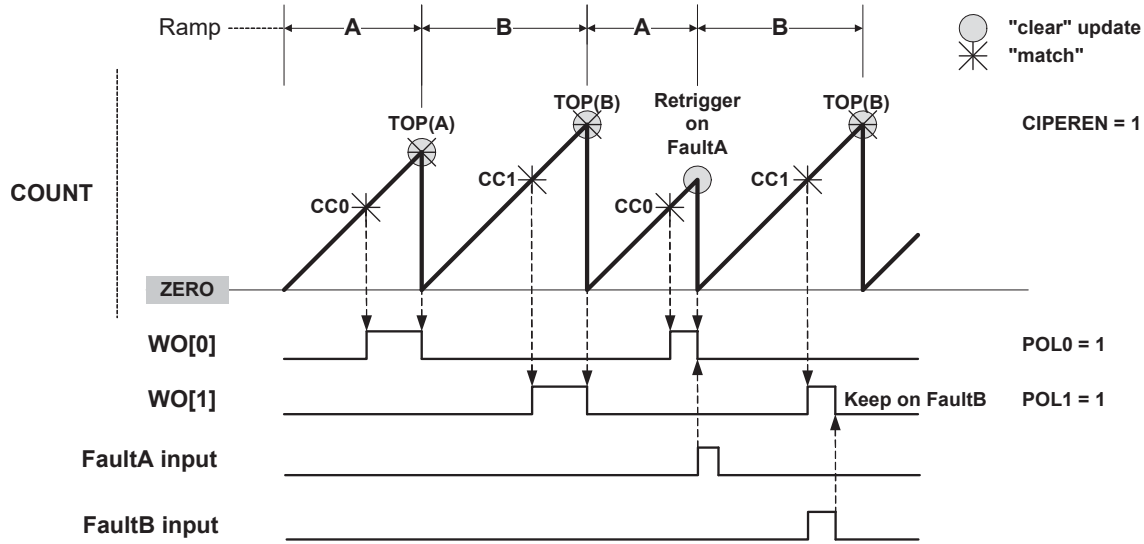 Ramp
A
B
A
B
"clear" update
"match"
TOP(A)
TOP(B)
Retrigger
on
FaultA
TOP(B)
CIPEREN = 1
COUNT
CC0
CC1
CC0
CC1
ZERO
WO[0]
POL0 = 1
WO[1]
Keep on FaultB
POL1 = 1
FaultA input
FaultB input